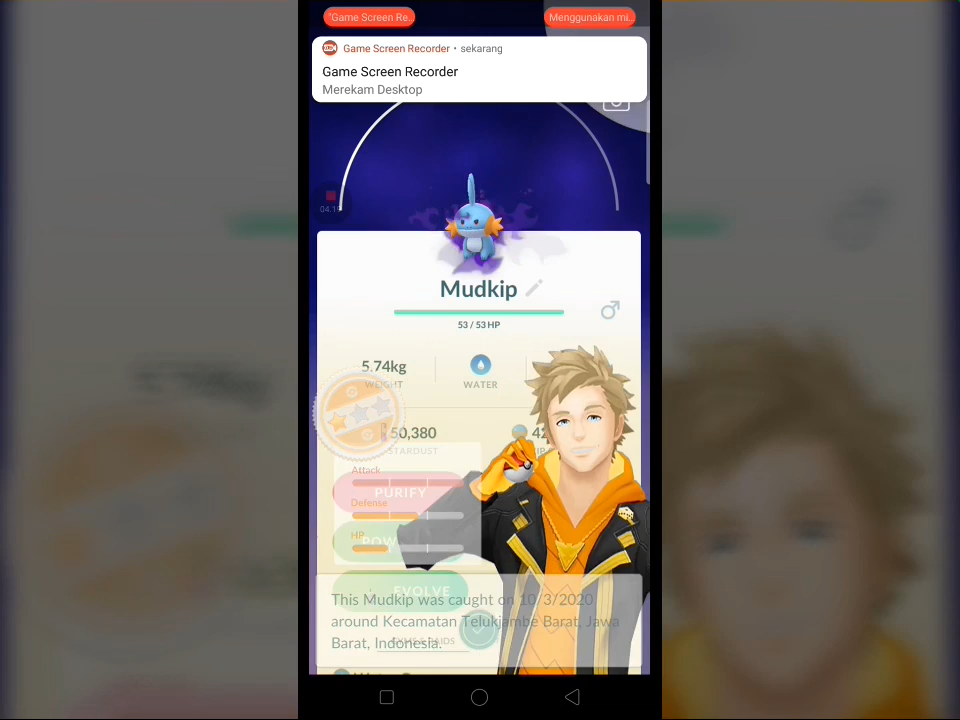 "Game Screen Re..
Menggunakan mi..
Game Screen Recorder • sekarang
Game Screen Recorder
Merekam Desktop
Mudkip
53 / 53 HP
5.74kg
WEIGHT
WATER
50,380
STARDUST
Attack
PURIFY
Defense
HP
EVOLVE
This Mudkip was caught on 10/3/2020
around Kecamatan Telukjambe Barat, Jawa
Barat, Indonesia.